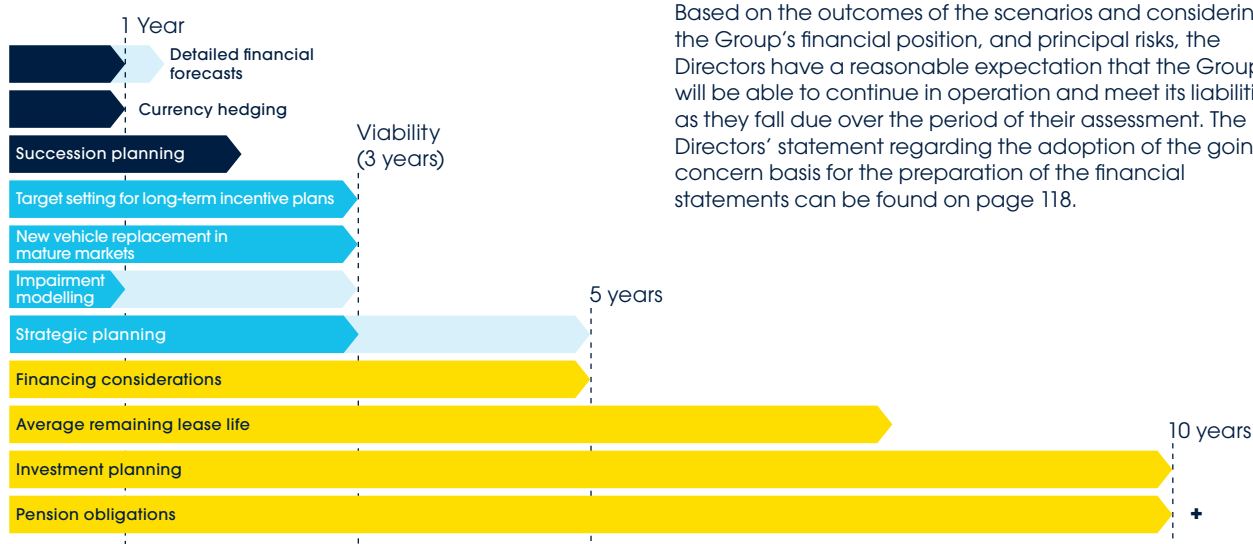 1 Year
Detailed financial
forecasts
Currency hedging
Succession planning
Viability
(3 years)
Target setting for long-term incentive plans
New vehicle replacement in
mature markets
Impairment
modelling
5 years
Strategic planning
Financing considerations
Average remaining lease life
10 years
Investment planning
Pension obligations
+
Based on the outcomes of the scenarios and considerin
the Group's financial position, and principal risks, the
Directors have a reasonable expectation that the Group
will be able to continue in operation and meet its liabiliti
as they fall due over the period of their assessment. The
Directors' statement regarding the adoption of the goin
concern basis for the preparation of the financial
statements can be found on page 118.